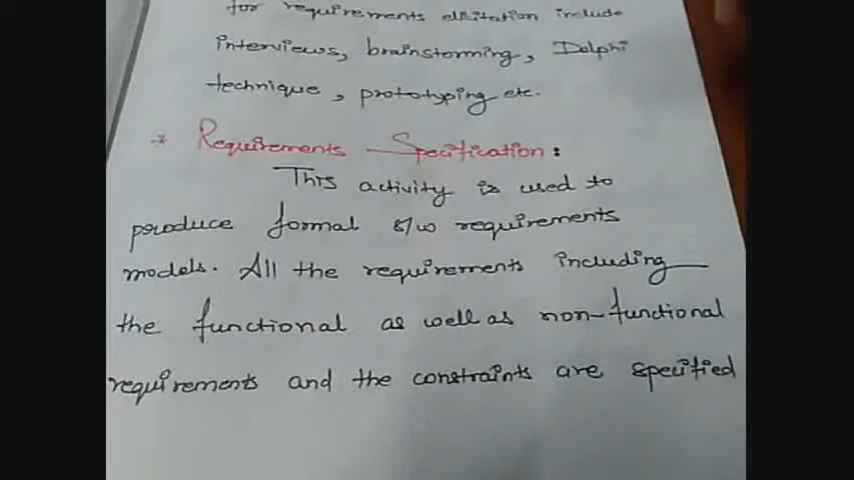 for requirements elicitation include
interviews, brainstorming, Delphi
technique, prototyping etc.
* Requirements Specification:
This activity is used to
produce formal s/w requirements
models. All the requirements including
the functional as well as non-functional
requirements and the constraints are specified